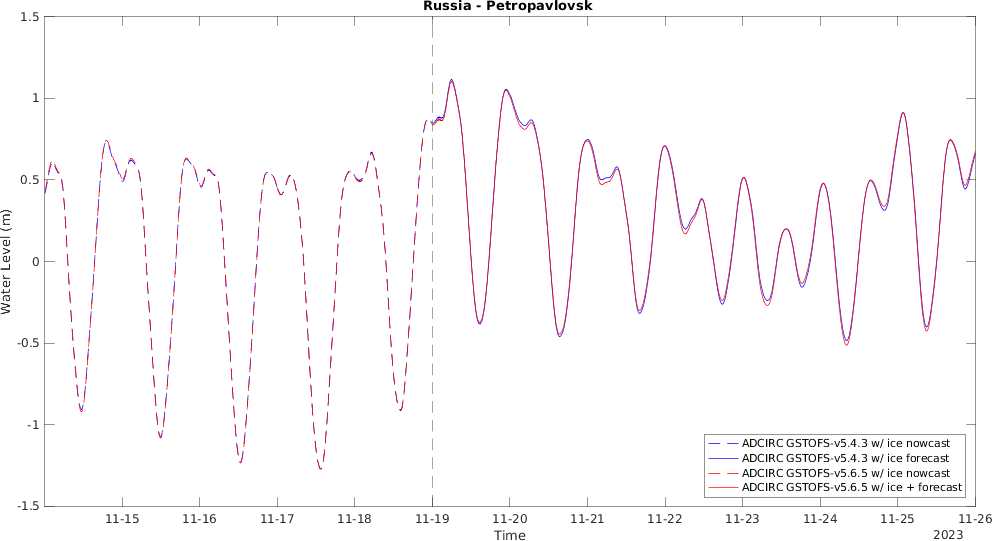 Russia - Petropavlovsk
1.5
1
0.5
0
-0.5
-1
-1.5
Water Level (m)
ADCIRC GSTOFS-v5.4.3 w/ ice nowcast
ADCIRC GSTOFS-v5.4.3 w/ ice forecast
ADCIRC GSTOFS-v5.6.5 w/ ice nowcast
ADCIRC GSTOFS-v5.6.5 w/ ice + forecast
11-15 11-16 11-17 11-18 11-19 11-20 11-21 11-22 11-23 11-24 11-25 11-26
Time
2023